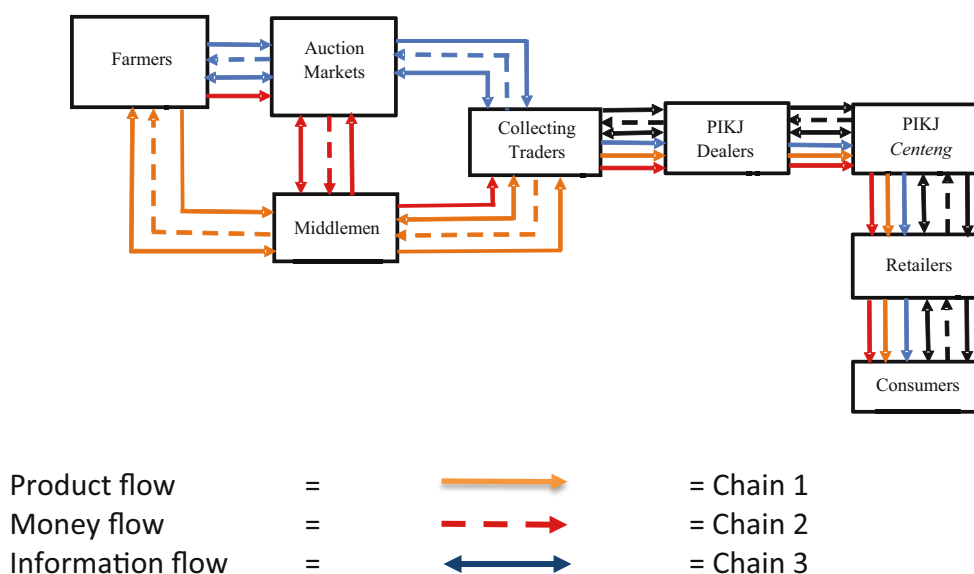 Farmers
Auction
Markets
Collecting
Traders
PIKJ
Dealers
PIKJ
Centeng
Middlemen
Retailers
Consumers
Product flow = = Chain 1
Money flow = = Chain 2
Information flow = = Chain 3